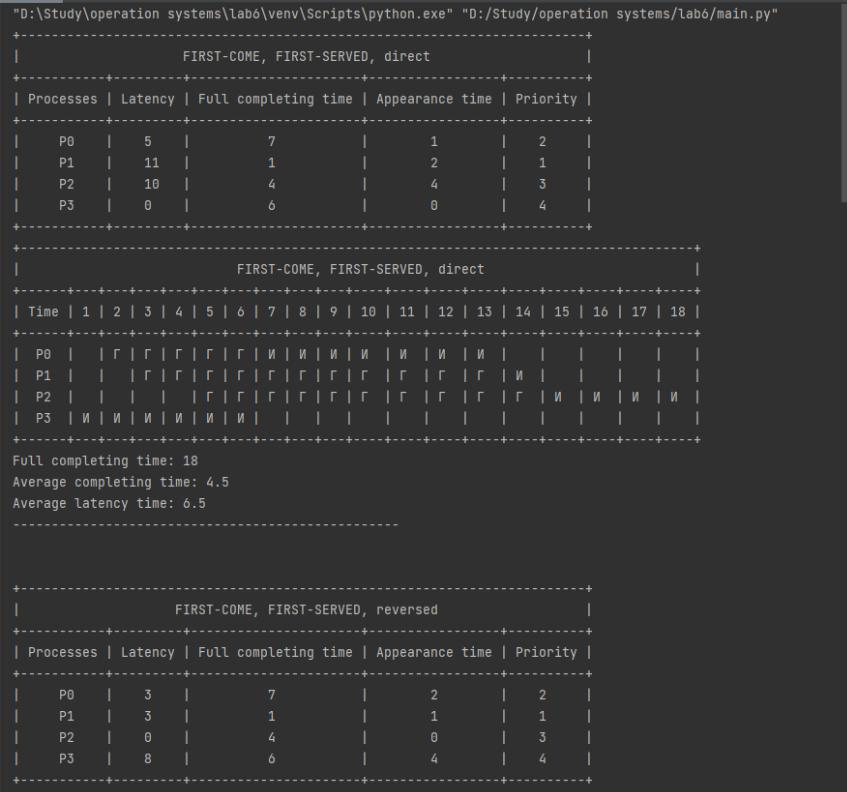 "D:\Study\operation systems\lab6\venv\Scripts\python.exe" "D:/Study/operation systems/lab6/main.py"
+-------------------------------------------------------------------------+
|                     FIRST-COME, FIRST-SERVED, direct                    |
+-----------+---------+----------------------+-----------------+----------+
| Processes | Latency | Full completing time | Appearance time | Priority |
+-----------+---------+----------------------+-----------------+----------+
|     P0    |    5    |          7           |        1        |    2     |
|     P1    |    11   |          1           |        2        |    1     |
|     P2    |    10   |          4           |        4        |    3     |
|     P3    |    0    |          6           |        0        |    4     |
+-----------+---------+----------------------+-----------------+----------+
+---------------------------------------------------------------------------------------+
|                            FIRST-COME, FIRST-SERVED, direct                           |
+------+---+---+---+---+---+---+---+---+---+----+----+----+----+----+----+----+----+----+
| Time | 1 | 2 | 3 | 4 | 5 | 6 | 7 | 8 | 9 | 10 | 11 | 12 | 13 | 14 | 15 | 16 | 17 | 18 |
+------+---+---+---+---+---+---+---+---+---+----+----+----+----+----+----+----+----+----+
|  P0  |   | Г | Г | Г | Г | Г | И | И | И | И  | И  | И  | И  |    |    |    |    |    |
|  P1  |   |   | Г | Г | Г | Г | Г | Г | Г | Г  | Г  | Г  | Г  | И  |    |    |    |    |
|  P2  |   |   |   |   | Г | Г | Г | Г | Г | Г  | Г  | Г  | Г  | Г  | И  | И  | И  | И  |
|  P3  | И | И | И | И | И | И |   |   |   |    |    |    |    |    |    |    |    |    |
+------+---+---+---+---+---+---+---+---+---+----+----+----+----+----+----+----+----+----+
Full completing time: 18
Average completing time: 4.5
Average latency time: 6.5
--------------------------------------------------
+-------------------------------------------------------------------------+
|                    FIRST-COME, FIRST-SERVED, reversed                   |
+-----------+---------+----------------------+-----------------+----------+
| Processes | Latency | Full completing time | Appearance time | Priority |
+-----------+---------+----------------------+-----------------+----------+
|     P0    |    3    |          7           |        2        |    2     |
|     P1    |    3    |          1           |        1        |    1     |
|     P2    |    0    |          4           |        0        |    3     |
|     P3    |    8    |          6           |        4        |    4     |
+-----------+---------+----------------------+-----------------+----------+